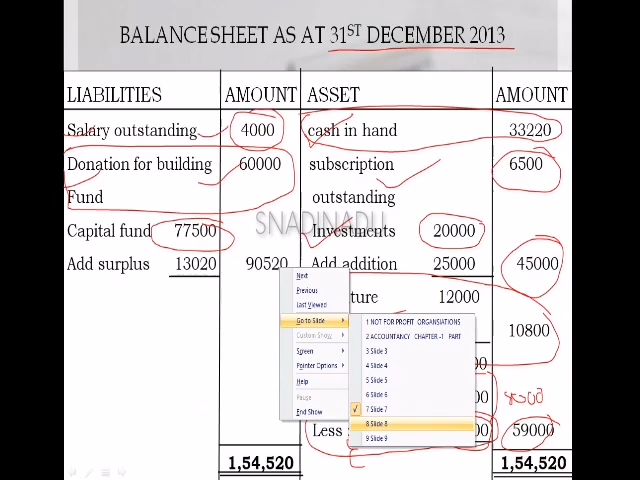 BALANCE SHEET AS AT 31ST DECEMBER 2013
LIABILITIES AMOUNT ASSET AMOUNT
Salary outstanding 4000 cash in hand 33220
Donation for building 60000 subscription 6500
Fund outstanding
SNADINADU
Capital fund 77500 Investments 20000
Add surplus 13020 90520 Add addition 25000 45000
ture 12000
10800
00
Less 00 59000
1,54,520 1,54,520
Next
Previous
Last Viewed
Go to Slide
Custom Show
Screen
Pointer Options
Help
Pause
End Show
1 NOT FOR PROFIT ORGNSIATIONS
2 ACCOUNTANCY CHAPTER -1 PART
3 Slide 3
4 Slide 4
5 Slide 5
6 Slide 6
7 Slide 7
8 Slide 8
9 Slide 9